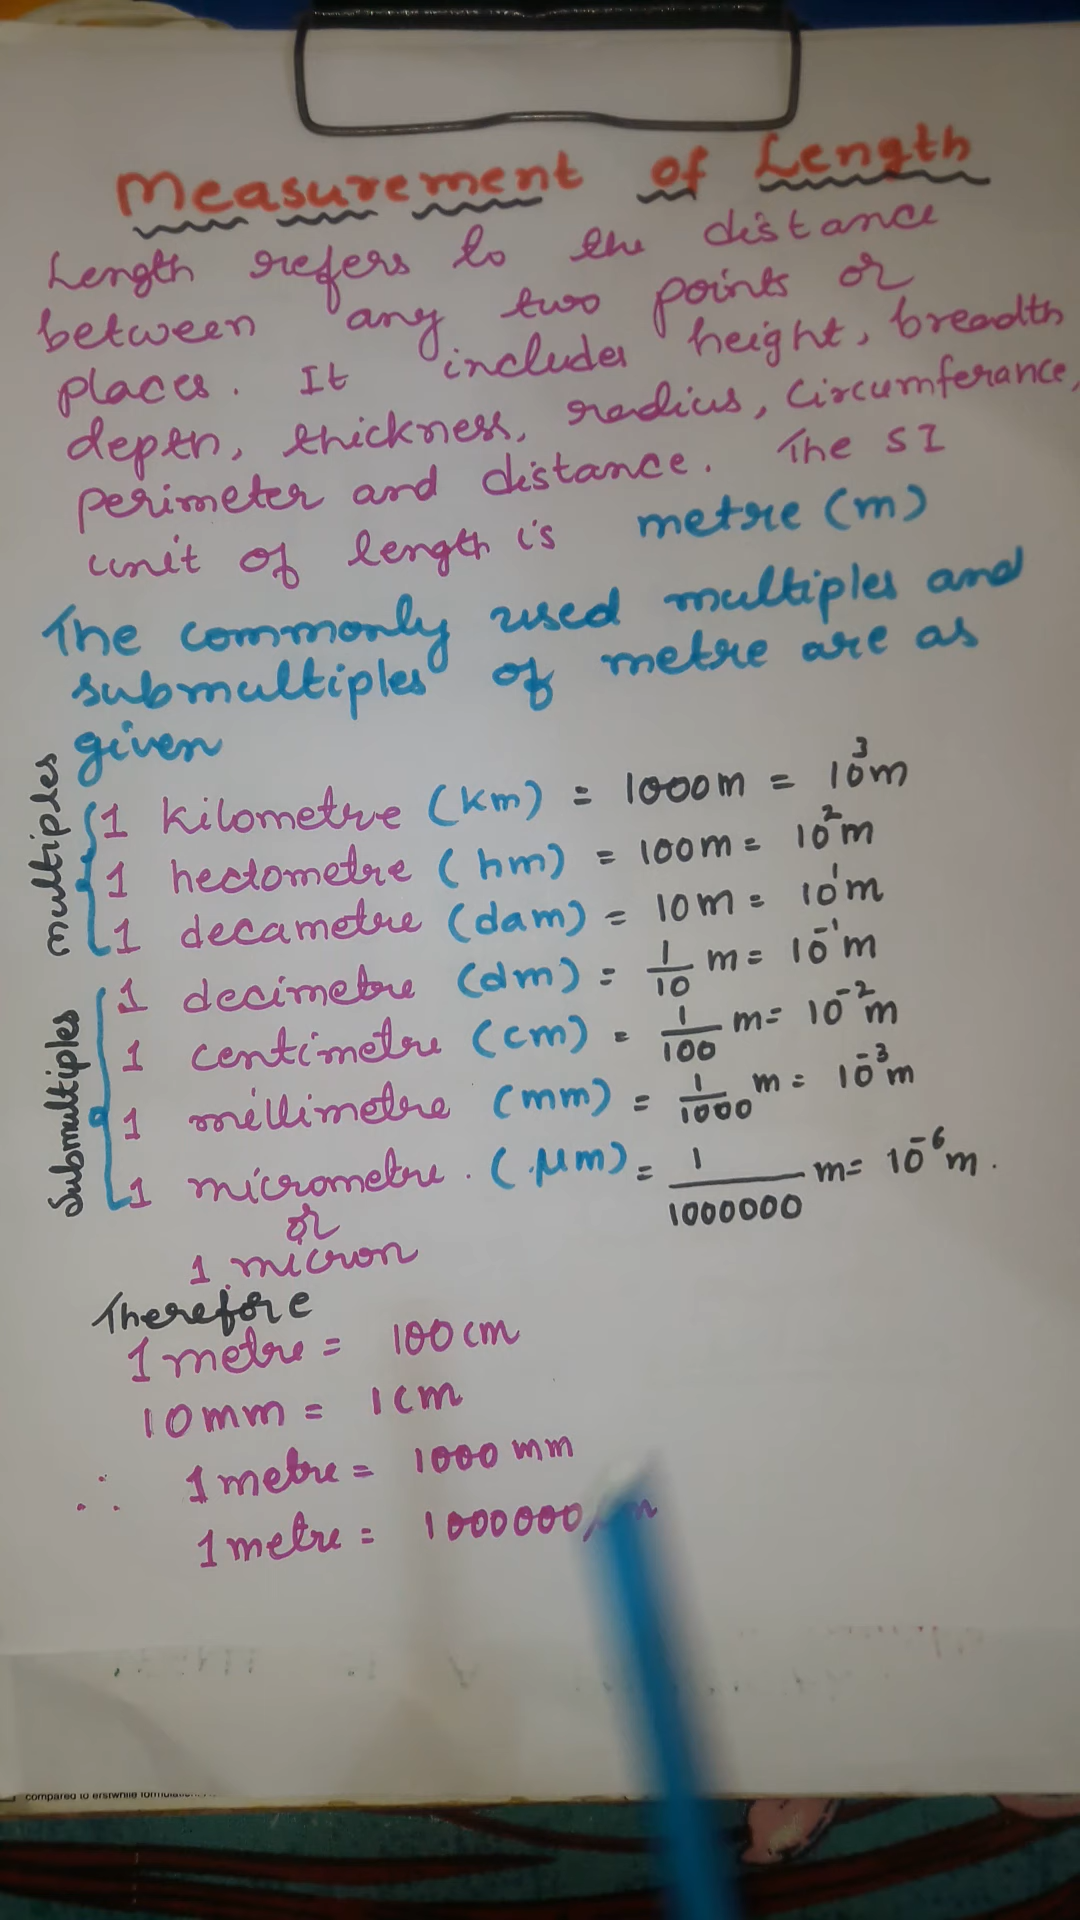 Measurement of Length
Length refers to the distance
between any two points or
places. It includes height, breadth
depth, thickness, radius, circumferance,
perimeter and distance. The SI
unit of length is metre (m)
The commonly used multiples and
submultiples of metre are as
given
multiples
1 kilometre (km) = 1000m = 10³m
1 hectometre (hm) = 100m = 10²m
1 decametre (dam) = 10m = 10¹m
Submultiples
1 decimetre (dm) = 1/10 m = 10⁻¹m
1 centimetre (cm) = 1/100 m = 10⁻²m
1 millimetre (mm) = 1/1000 m = 10⁻³m
1 micrometre. (μm) = 1/1000000 m = 10⁻⁶m.
or
1 micron
Therefore
1 metre = 100cm
10mm = 1cm
∴ 1 metre = 1000 mm
1 metre = 1000000
compared to erstwhile